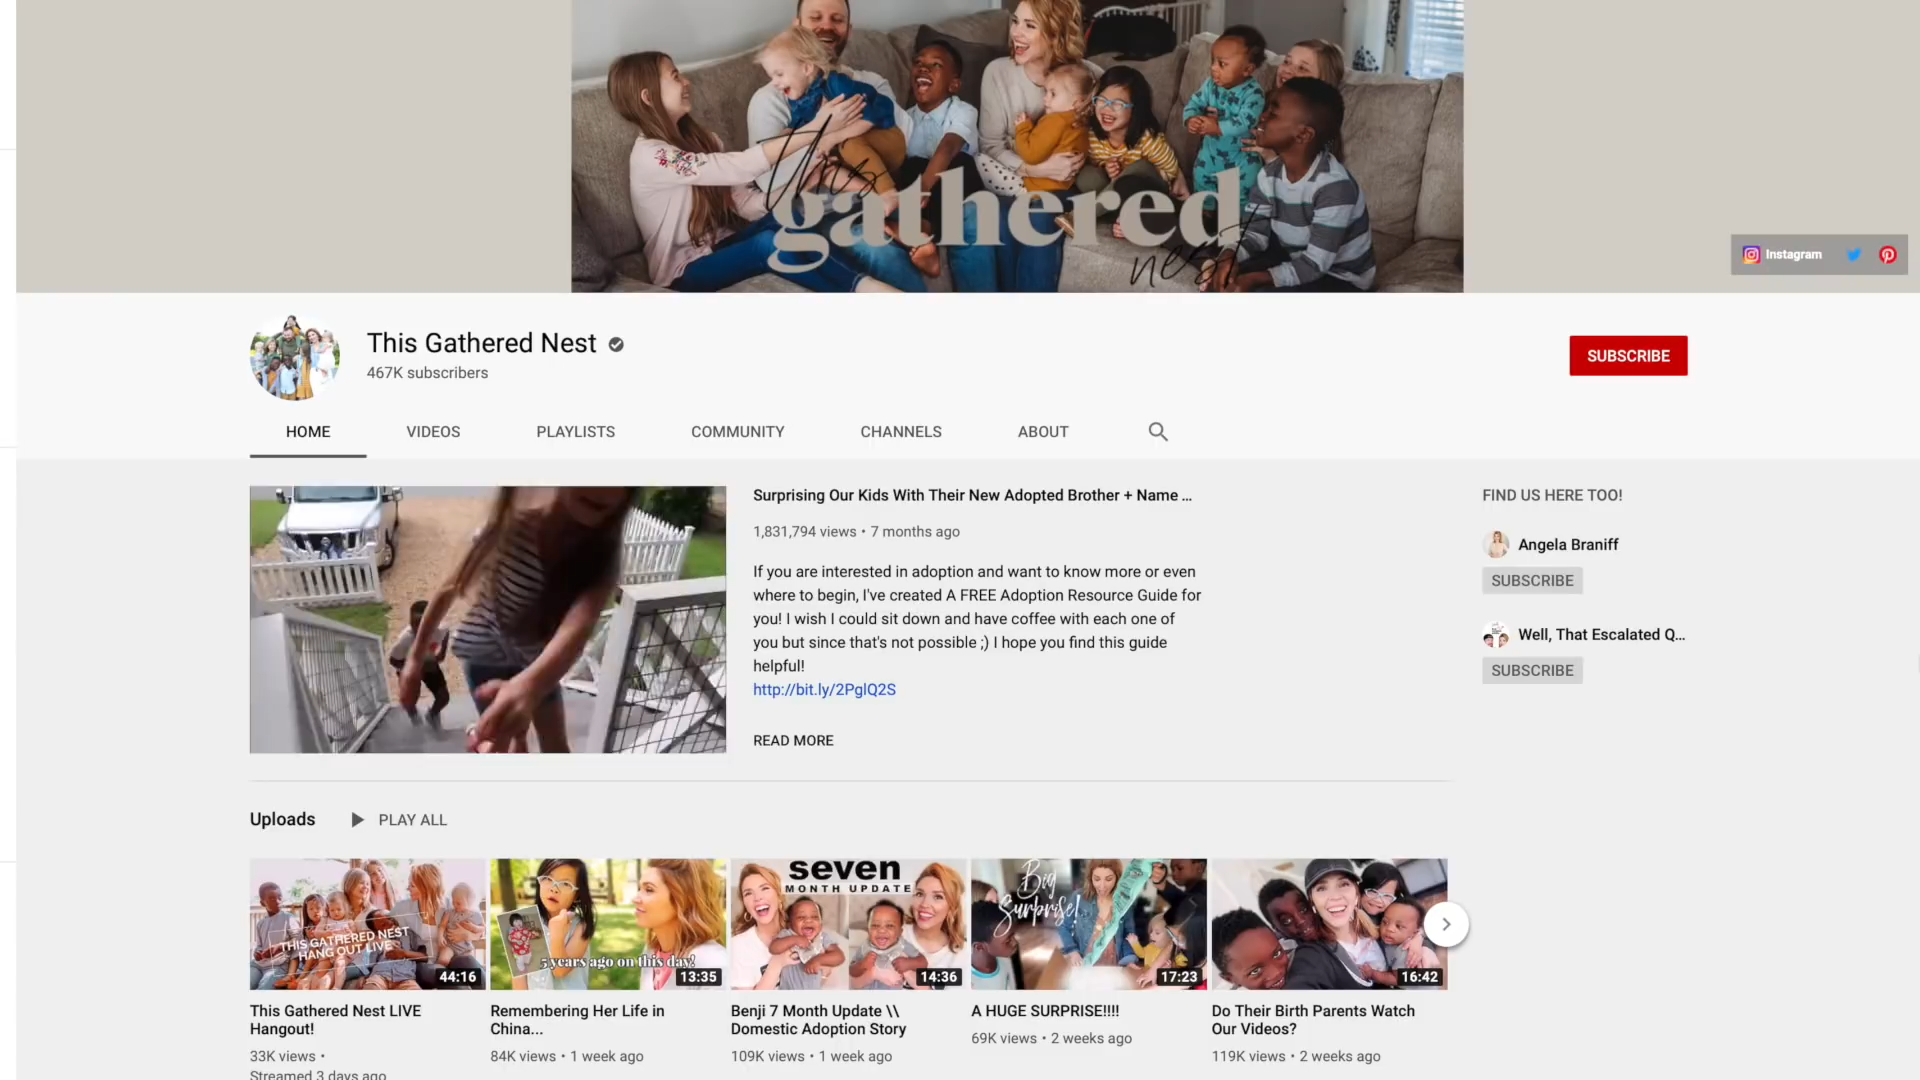 this
gathered
nest
Instagram
This Gathered Nest
467K subscribers
SUBSCRIBE
HOME
VIDEOS
PLAYLISTS
COMMUNITY
CHANNELS
ABOUT
Surprising Our Kids With Their New Adopted Brother + Name ...
1,831,794 views • 7 months ago
If you are interested in adoption and want to know more or even
where to begin, I've created A FREE Adoption Resource Guide for
you! I wish I could sit down and have coffee with each one of
you but since that's not possible ;) I hope you find this guide
helpful!
http://bit.ly/2PglQ2S
READ MORE
FIND US HERE TOO!
Angela Braniff
SUBSCRIBE
Well, That Escalated Q...
SUBSCRIBE
Uploads
PLAY ALL
THIS GATHERED NEST
HANG OUT LIVE
44:16
This Gathered Nest LIVE
Hangout!
33K views •
Streamed 3 days ago
5 years ago on this day!
13:35
Remembering Her Life in
China...
84K views • 1 week ago
seven
MONTH UPDATE
14:36
Benji 7 Month Update \\
Domestic Adoption Story
109K views • 1 week ago
Big
Surprise!
17:23
A HUGE SURPRISE!!!!
69K views • 2 weeks ago
16:42
Do Their Birth Parents Watch
Our Videos?
119K views • 2 weeks ago